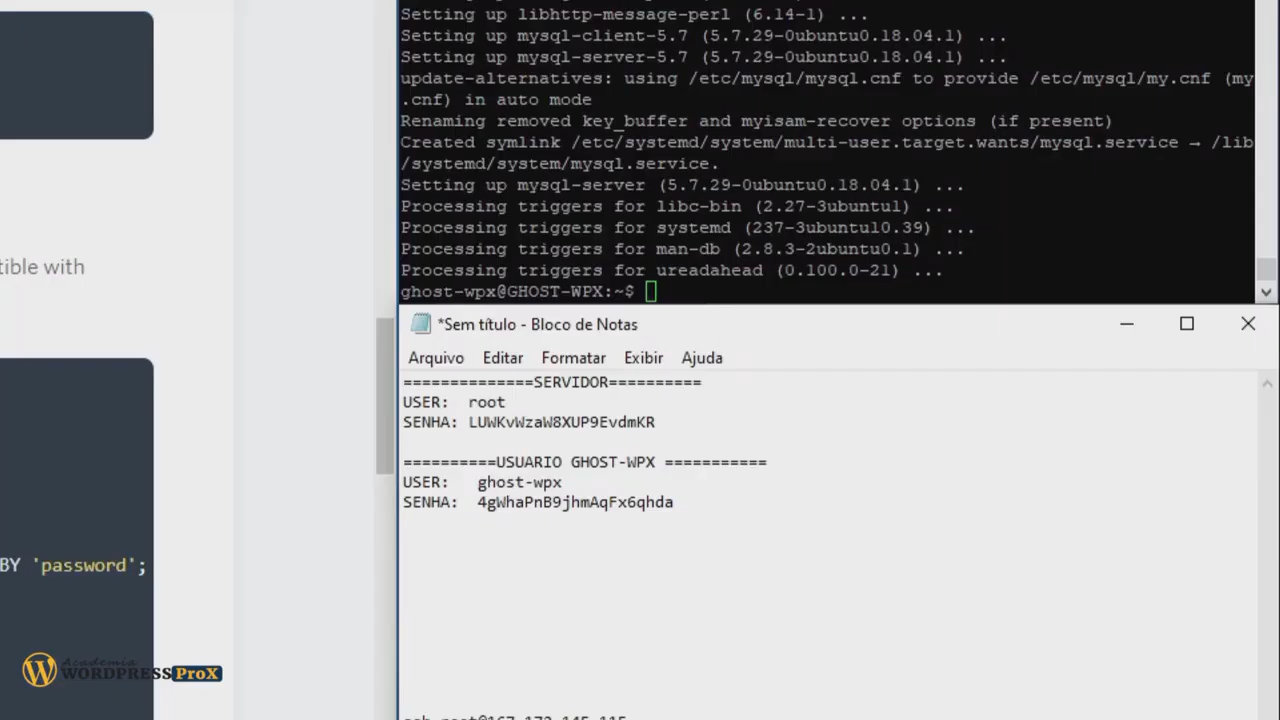 Setting up libhttp-message-perl (6.14-1) ...
Setting up mysql-client-5.7 (5.7.29-0ubuntu0.18.04.1) ...
Setting up mysql-server-5.7 (5.7.29-0ubuntu0.18.04.1) ...
update-alternatives: using /etc/mysql/mysql.cnf to provide /etc/mysql/my.cnf (my
.cnf) in auto mode
Renaming removed key_buffer and myisam-recover options (if present)
Created symlink /etc/systemd/system/multi-user.target.wants/mysql.service → /lib
/systemd/system/mysql.service.
Setting up mysql-server (5.7.29-0ubuntu0.18.04.1) ...
Processing triggers for libc-bin (2.27-3ubuntu1) ...
Processing triggers for systemd (237-3ubuntu10.39) ...
Processing triggers for man-db (2.8.3-2ubuntu0.1) ...
Processing triggers for ureadahead (0.100.0-21) ...
ghost-wpx@GHOST-WPX:~$
tible with
BY 'password';
*Sem título - Bloco de Notas
Arquivo Editar Formatar Exibir Ajuda
==============SERVIDOR==========
USER: root
SENHA: LUWKvWzaW8XUP9EvdmKR
==========USUARIO GHOST-WPX ===========
USER: ghost-wpx
SENHA: 4gWhaPnB9jhmAqFx6qhda
Academia
WORDPRESS ProX